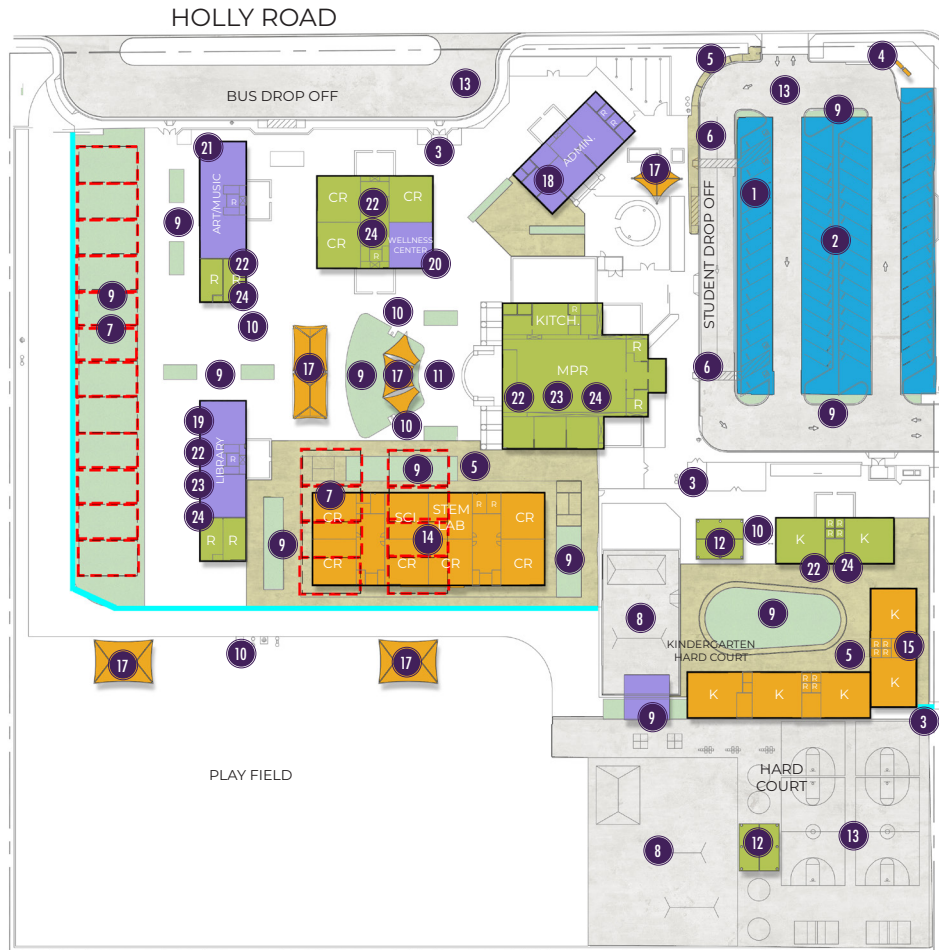 HOLLY ROAD
BUS DROP OFF
13
5
4
13
9
21
3
6
ADMIN.
R
R
18
17
1
ART/MUSIC
R
CR
22
CR
9
24
CR
WELLNESS
CENTER
R
20
22
R
R
24
2
STUDENT DROP OFF
9
7
10
10
KITCH.
R
R
MPR
R
22
23
24
17
9
17
11
9
10
6
9
19
22
23
24
LIBRARY
R
R
R
5
9
3
7
CR
SCI.
STEM
LAB
R
R
CR
14
CR
CR
CR
CR
9
9
12
10
K
R
R
R
R
K
22
24
8
9
KINDERGARTEN
HARD COURT
5
K
R
R
R
R
15
K
K
K
R
R
R
R
K
17
10
17
9
3
PLAY FIELD
HARD
COURT
8
12
13